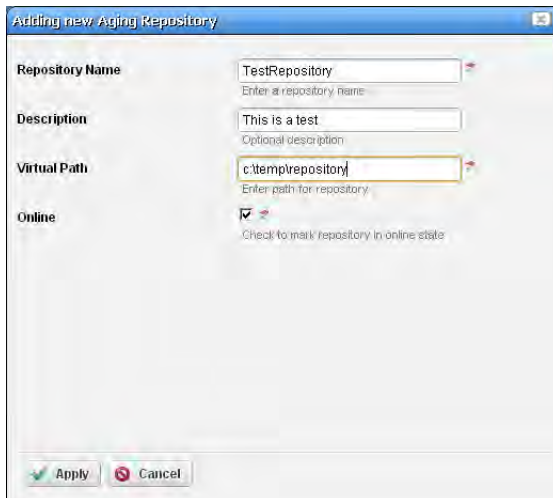 Adding new Aging Repository
Repository Name TestRepository
Enter a repository name
Description This is a test
Optional description
Virtual Path c:\temp\repository
Enter path for repository
Online
Check to mark repository in online state
Apply Cancel